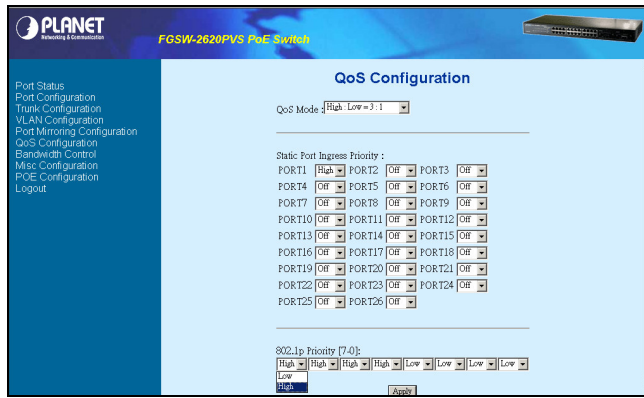 PLANET
Networking & Communication
FGSW-2620PVS PoE Switch
Port Status
Port Configuration
Trunk Configuration
VLAN Configuration
Port Mirroring Configuration
QoS Configuration
Bandwidth Control
Misc Configuration
POE Configuration
Logout
QoS Configuration
QoS Mode : High : Low = 3 : 1
Static Port Ingress Priority :
PORT1 High PORT2 Off PORT3 Off
PORT4 Off PORT5 Off PORT6 Off
PORT7 Off PORT8 Off PORT9 Off
PORT10 Off PORT11 Off PORT12 Off
PORT13 Off PORT14 Off PORT15 Off
PORT16 Off PORT17 Off PORT18 Off
PORT19 Off PORT20 Off PORT21 Off
PORT22 Off PORT23 Off PORT24 Off
PORT25 Off PORT26 Off
802.1p Priority [7-0]:
High High High High Low Low Low Low
Low
High
Apply